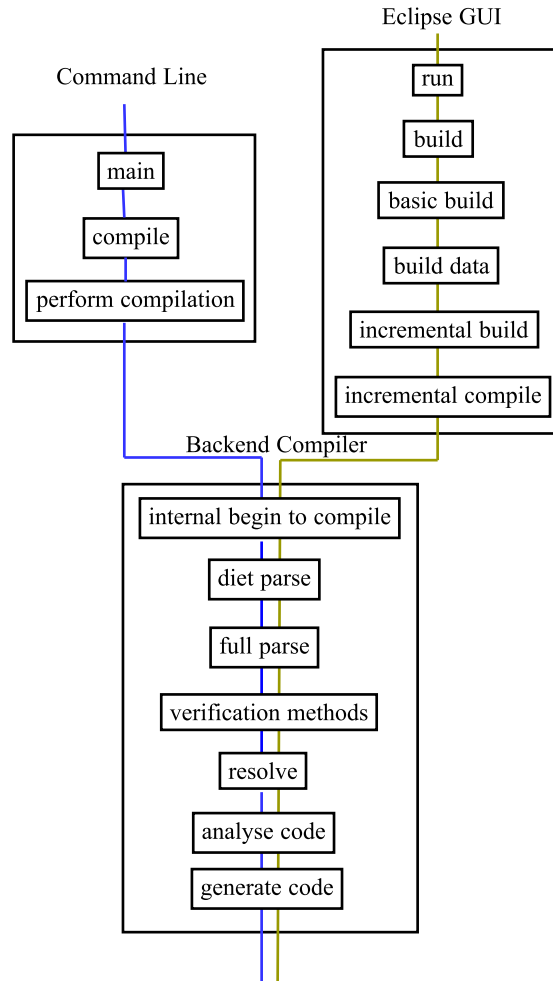 Eclipse GUI
run
build
basic build
build data
incremental build
incremental compile
Command Line
main
compile
perform compilation
Backend Compiler
internal begin to compile
diet parse
full parse
verification methods
resolve
analyse code
generate code